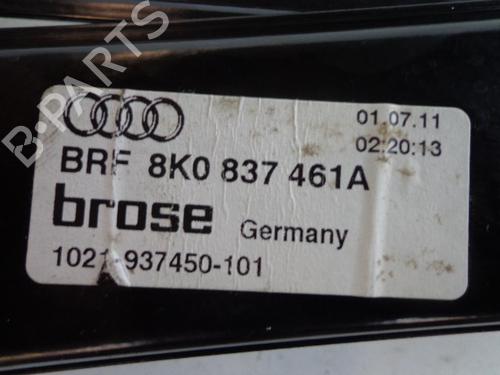 B-PARTS
01.07.11
02:20:13
BRF 8K0 837 461A
brose Germany
1021-937450-101